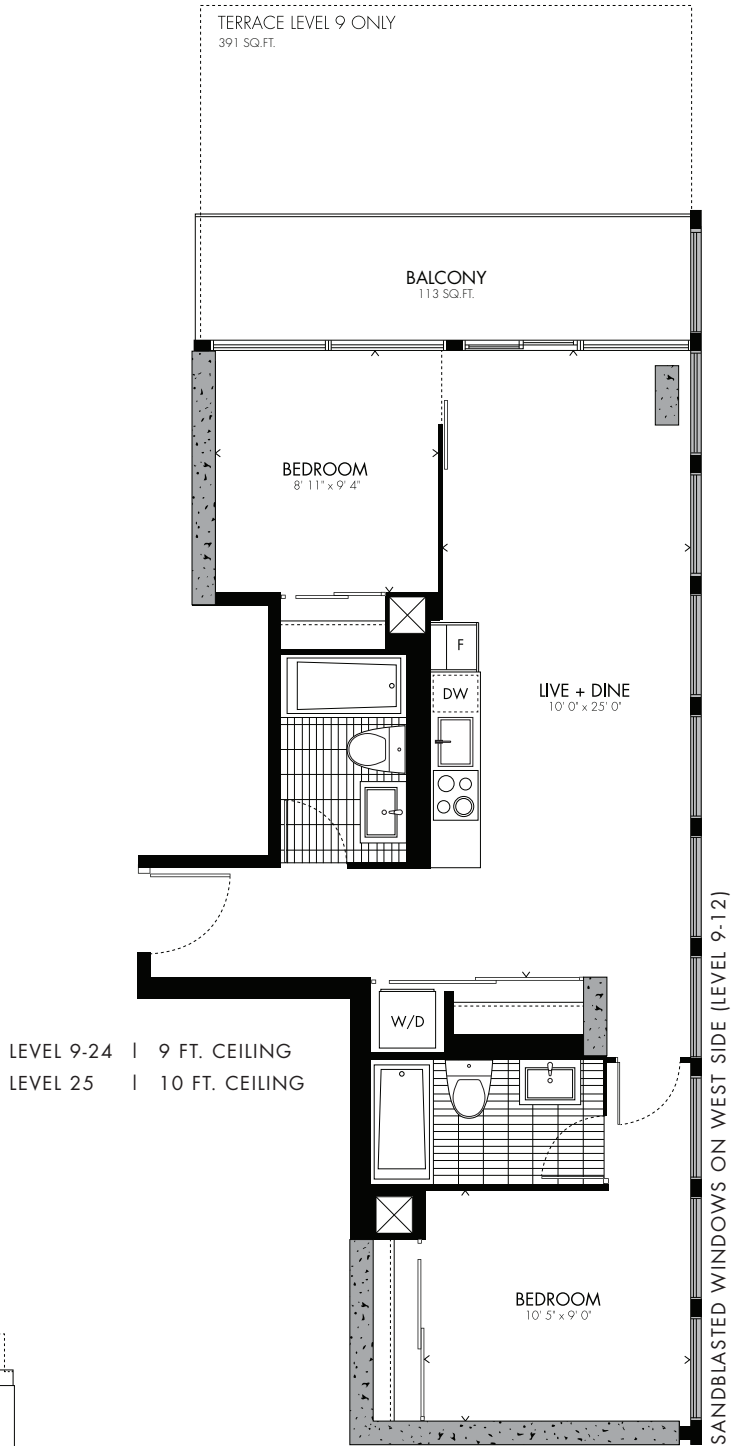 TERRACE LEVEL 9 ONLY
391 SQ.FT.
BALCONY
113 SQ.FT.
BEDROOM
8' 11" x 9' 4"
F
DW
LIVE + DINE
10' 0" x 25' 0"
W/D
LEVEL 9-24 | 9 FT. CEILING
LEVEL 25 | 10 FT. CEILING
BEDROOM
10' 5" x 9' 0"
SANDBLASTED WINDOWS ON WEST SIDE (LEVEL 9-12)